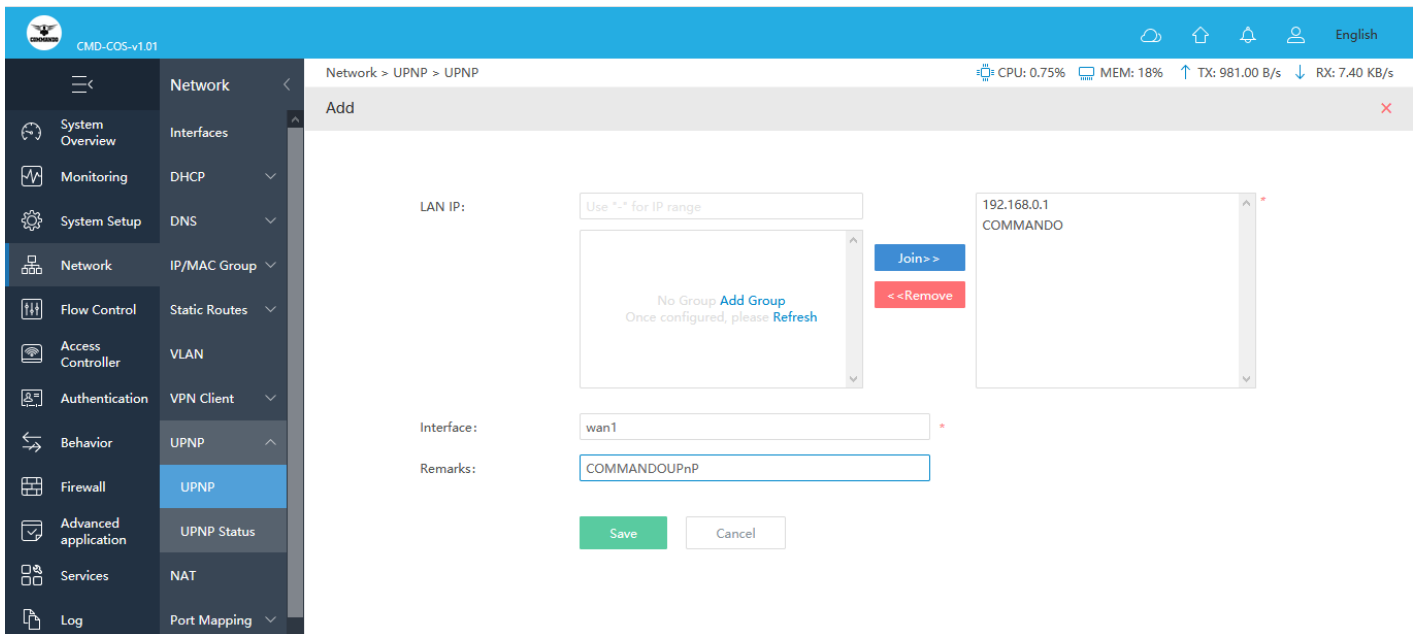 COMMANDO
CMD-COS-v1.01
English
Network
Network > UPNP > UPNP
CPU: 0.75%
MEM: 18%
TX: 981.00 B/s
RX: 7.40 KB/s
Add
System
Overview
Monitoring
System Setup
Network
Flow Control
Access
Controller
Authentication
Behavior
Firewall
Advanced
application
Services
Log
Interfaces
DHCP
DNS
IP/MAC Group
Static Routes
VLAN
VPN Client
UPNP
UPNP
UPNP Status
NAT
Port Mapping
LAN IP:
Use "-" for IP range
No Group Add Group
Once configured, please Refresh
Join>>
<<Remove
192.168.0.1
COMMANDO
*
Interface:
wan1
*
Remarks:
COMMANDOUPnP
Save
Cancel